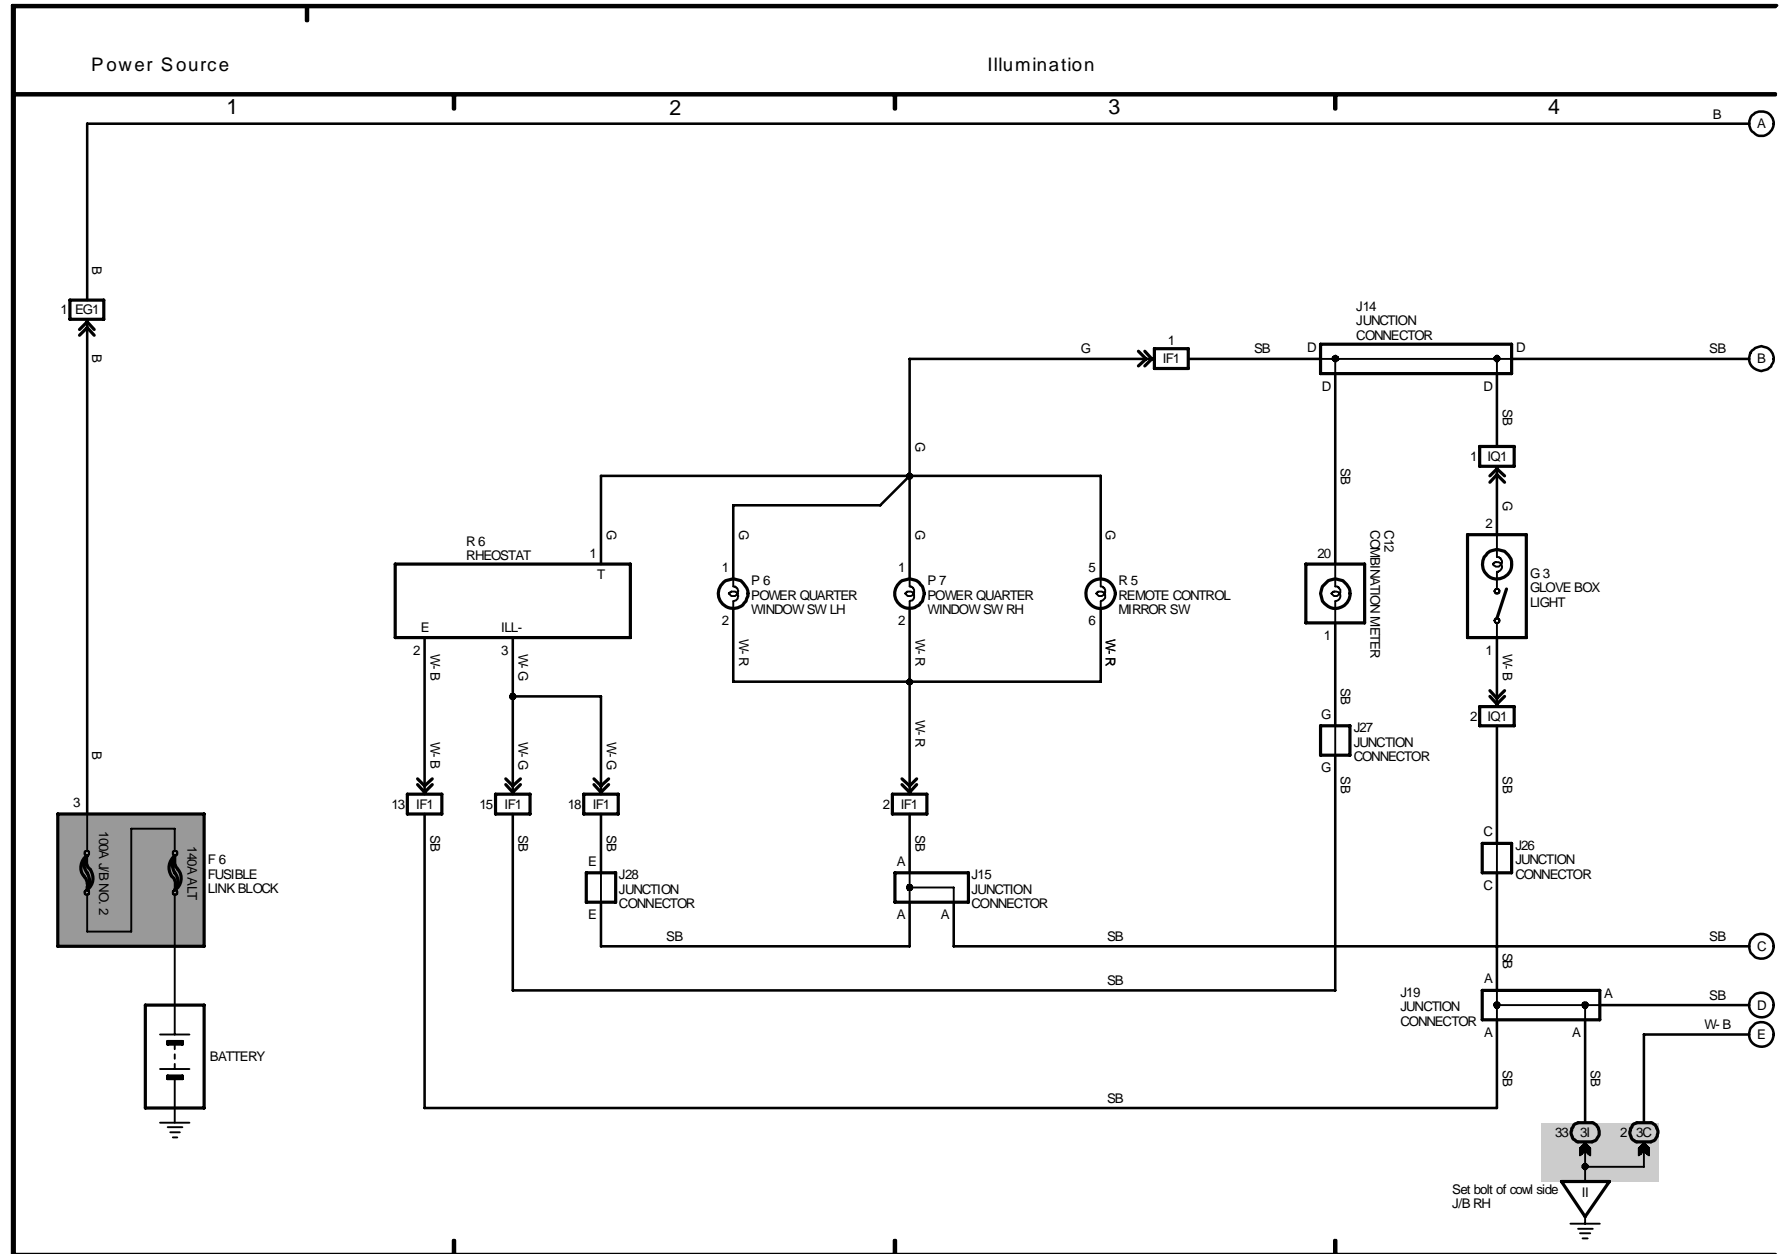 Power Source
Illumination
1
2
3
4
B
A
B
1
EG1
B
J14
JUNCTION
CONNECTOR
G
1
IF1
SB
D
D
SB
B
D
D
SB
G
1
IQ1
SB
G
G
G
G
G
2
R 6
RHEOSTAT
1
T
C12
COMBINATION METER
20
1
P 6
POWER QUARTER
WINDOW SW LH
2
1
P 7
POWER QUARTER
WINDOW SW RH
2
5
R 5
REMOTE CONTROL
MIRROR SW
6
G 3
GLOVE BOX
LIGHT
E
ILL-
2
3
1
1
W-B
W-G
W-R
W-R
W-R
W-B
SB
2
IQ1
G
J27
JUNCTION
CONNECTOR
G
W-B
W-G
W-G
W-R
B
SB
SB
3
13
IF1
15
IF1
18
IF1
2
IF1
SB
SB
SB
SB
100A J/B NO. 2
140A ALT
F 6
FUSIBLE
LINK BLOCK
E
J28
JUNCTION
CONNECTOR
E
A
J15
JUNCTION
CONNECTOR
A
A
C
J26
JUNCTION
CONNECTOR
C
SB
SB
SB
C
SB
SB
A
J19
JUNCTION
CONNECTOR
A
A
A
SB
D
W-B
E
BATTERY
SB
SB
SB
33
3I
2
3C
Set bolt of cowl side
J/B RH
II